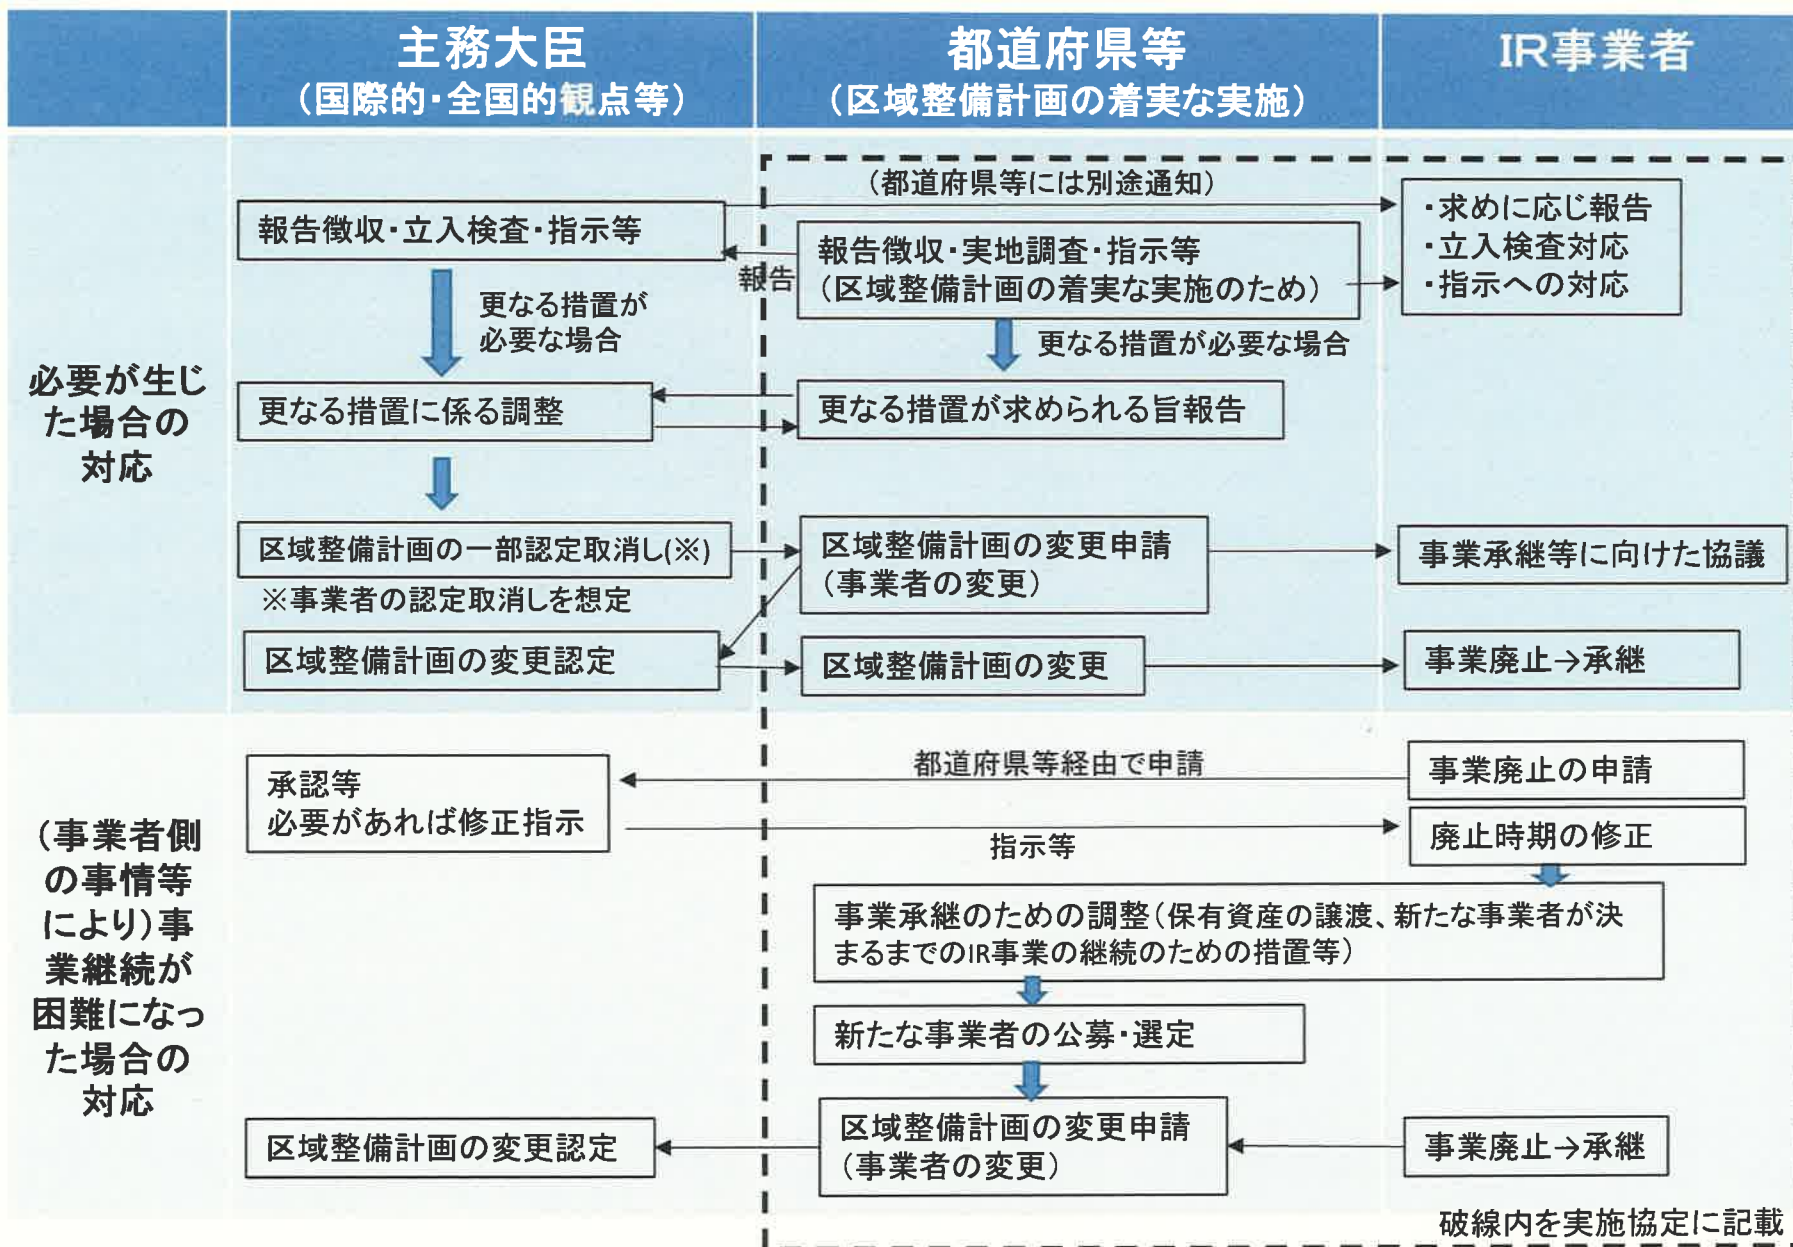 主務大臣
（国際的・全国的観点等）
都道府県等
（区域整備計画の着実な実施）
IR事業者
必要が生じ
た場合の
対応
（都道府県等には別途通知）
報告徴収・立入検査・指示等
報告徴収・実地調査・指示等
（区域整備計画の着実な実施のため）
報告
・求めに応じ報告
・立入検査対応
・指示への対応
更なる措置が
必要な場合
更なる措置が必要な場合
更なる措置に係る調整
更なる措置が求められる旨報告
区域整備計画の一部認定取消し(※)
※事業者の認定取消しを想定
区域整備計画の変更申請
（事業者の変更）
事業承継等に向けた協議
区域整備計画の変更認定
区域整備計画の変更
事業廃止→承継
（事業者側
の事情等
により）事
業継続が
困難になっ
た場合の
対応
承認等
必要があれば修正指示
都道府県等経由で申請
事業廃止の申請
指示等
廃止時期の修正
事業承継のための調整（保有資産の譲渡、新たな事業者が決
まるまでのIR事業の継続のための措置等）
新たな事業者の公募・選定
区域整備計画の変更認定
区域整備計画の変更申請
（事業者の変更）
事業廃止→承継
破線内を実施協定に記載